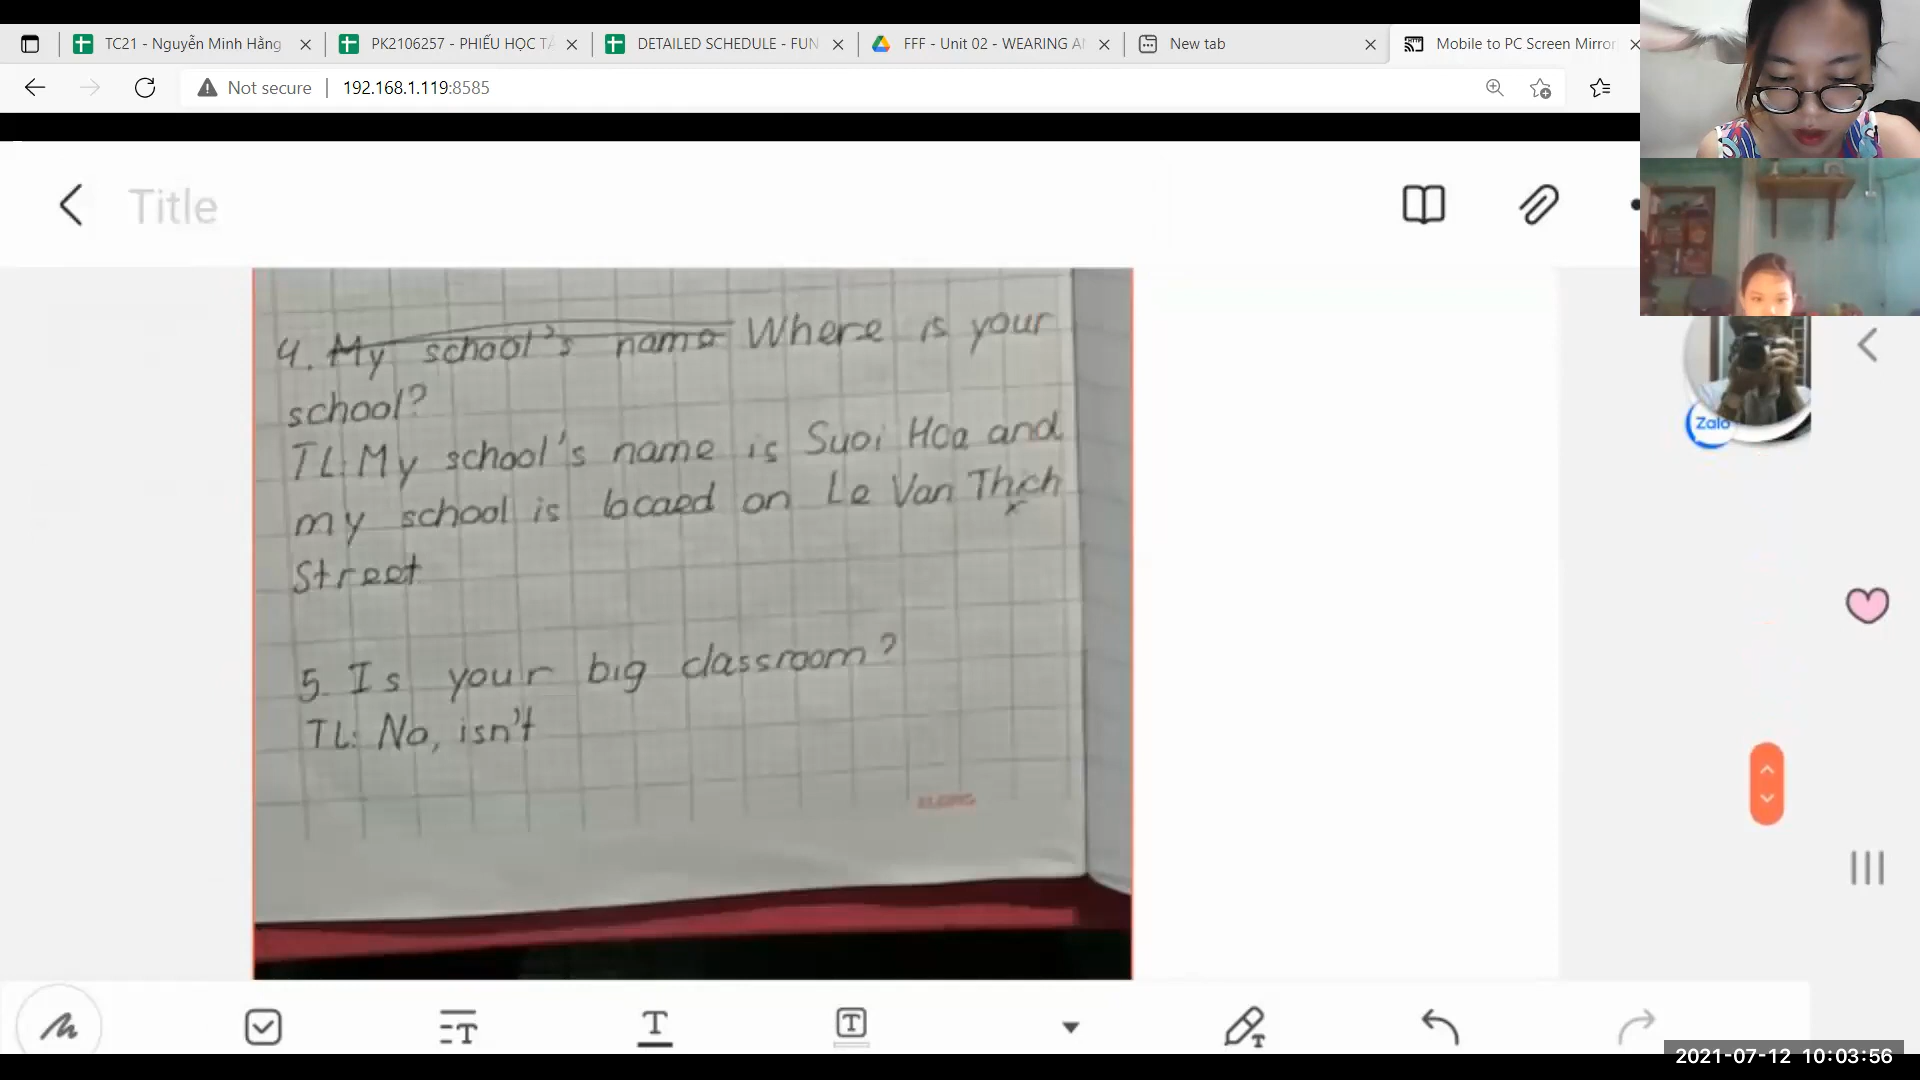 TC21 - Nguyễn Minh Hằng
PK2106257 - PHIẾU HỌC TẬ
DETAILED SCHEDULE - FUN
FFF - Unit 02 - WEARING A
New tab
Mobile to PC Screen Mirror
Not secure
192.168.1.119:8585
Title
4. My school's name Where is your
school?
TL: My school's name is Suoi Hoa and
my school is locaed on Le Van Thich
Street
5. Is your big classroom?
TL: No, isn't
Zalo
2021-07-12 10:03:56